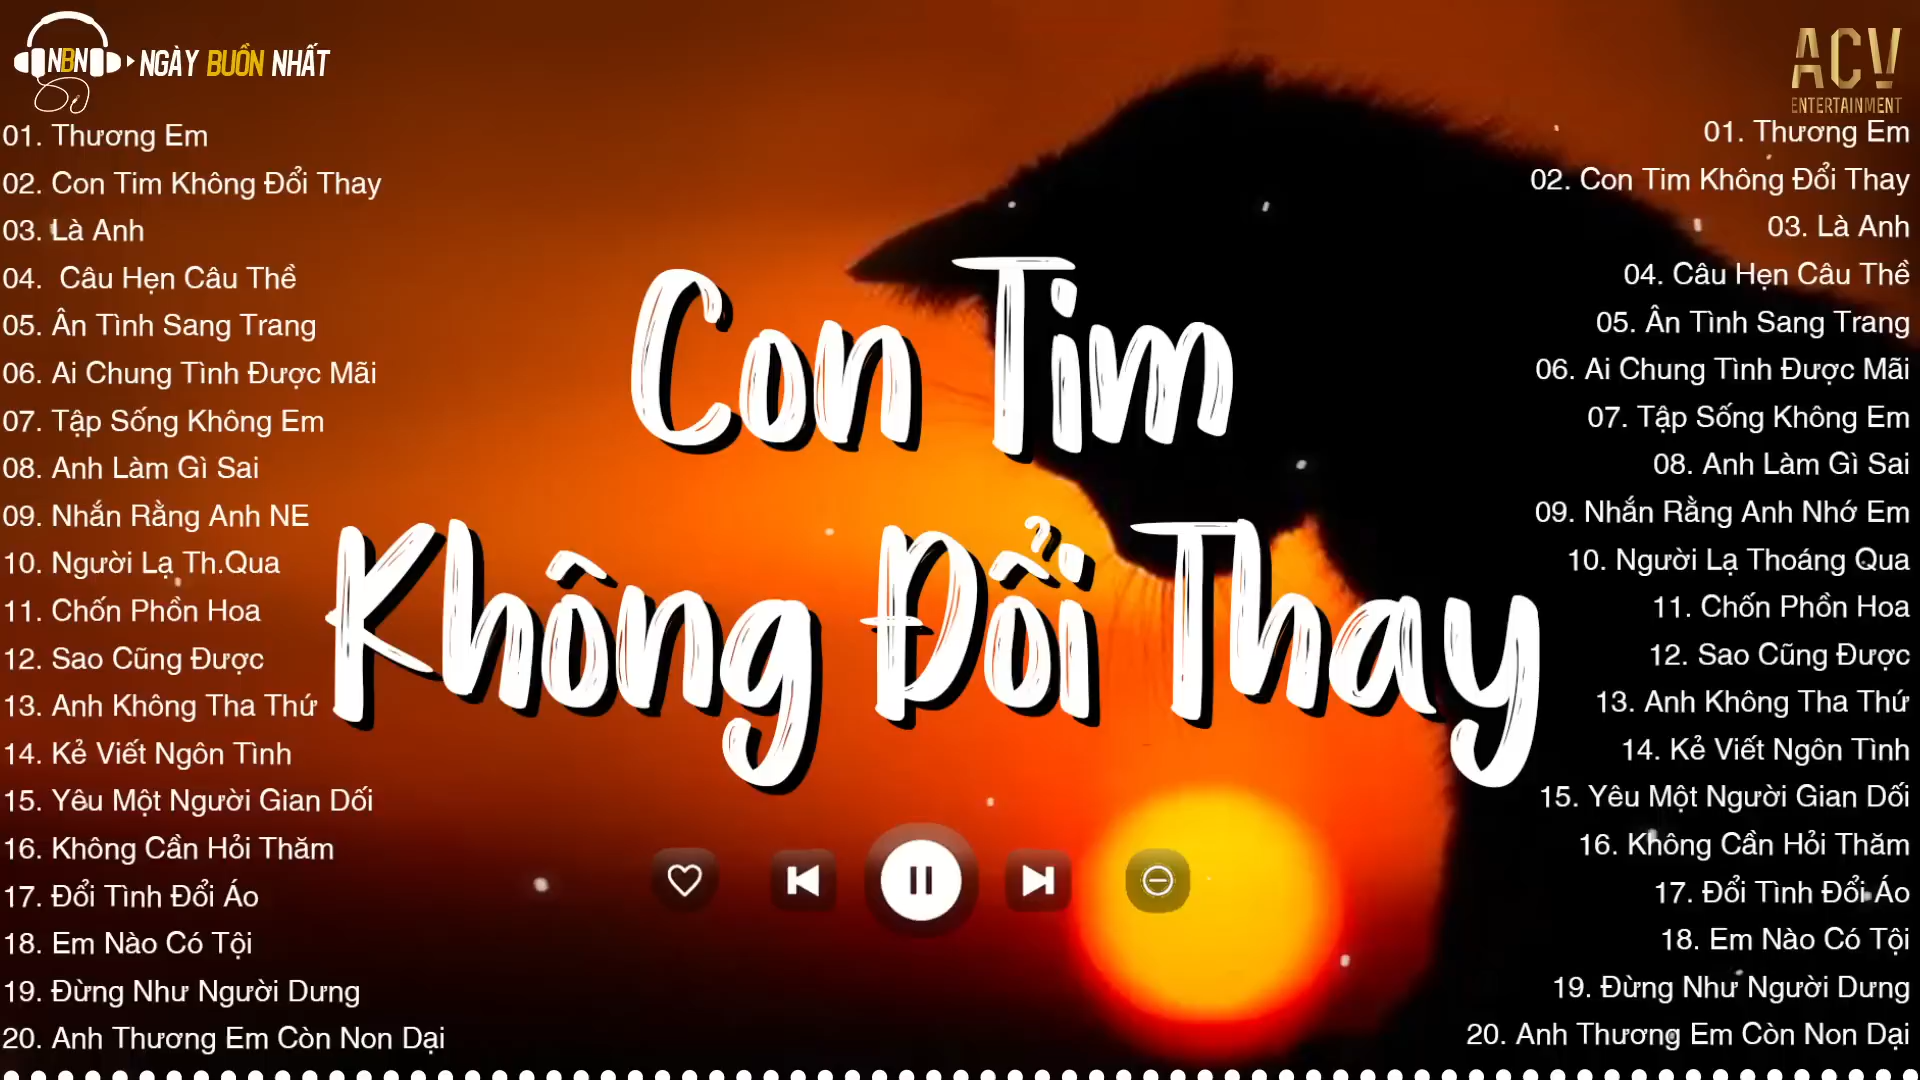 NBN
NGÀY BUỒN NHẤT
ACV
ENTERTAINMENT
01. Thương Em
02. Con Tim Không Đổi Thay
03. Là Anh
04. Câu Hẹn Câu Thề
05. Ân Tình Sang Trang
06. Ai Chung Tình Được Mãi
07. Tập Sống Không Em
08. Anh Làm Gì Sai
09. Nhắn Rằng Anh NE
10. Người Lạ Th.Qua
11. Chốn Phồn Hoa
12. Sao Cũng Được
13. Anh Không Tha Thứ
14. Kẻ Viết Ngôn Tình
15. Yêu Một Người Gian Dối
16. Không Cần Hỏi Thăm
17. Đổi Tình Đổi Áo
18. Em Nào Có Tội
19. Đừng Như Người Dưng
20. Anh Thương Em Còn Non Dại
Con Tim
Không Đổi Thay
01. Thương Em
02. Con Tim Không Đổi Thay
03. Là Anh
04. Câu Hẹn Câu Thề
05. Ân Tình Sang Trang
06. Ai Chung Tình Được Mãi
07. Tập Sống Không Em
08. Anh Làm Gì Sai
09. Nhắn Rằng Anh Nhớ Em
10. Người Lạ Thoáng Qua
11. Chốn Phồn Hoa
12. Sao Cũng Được
13. Anh Không Tha Thứ
14. Kẻ Viết Ngôn Tình
15. Yêu Một Người Gian Dối
16. Không Cần Hỏi Thăm
17. Đổi Tình Đổi Áo
18. Em Nào Có Tội
19. Đừng Như Người Dưng
20. Anh Thương Em Còn Non Dại